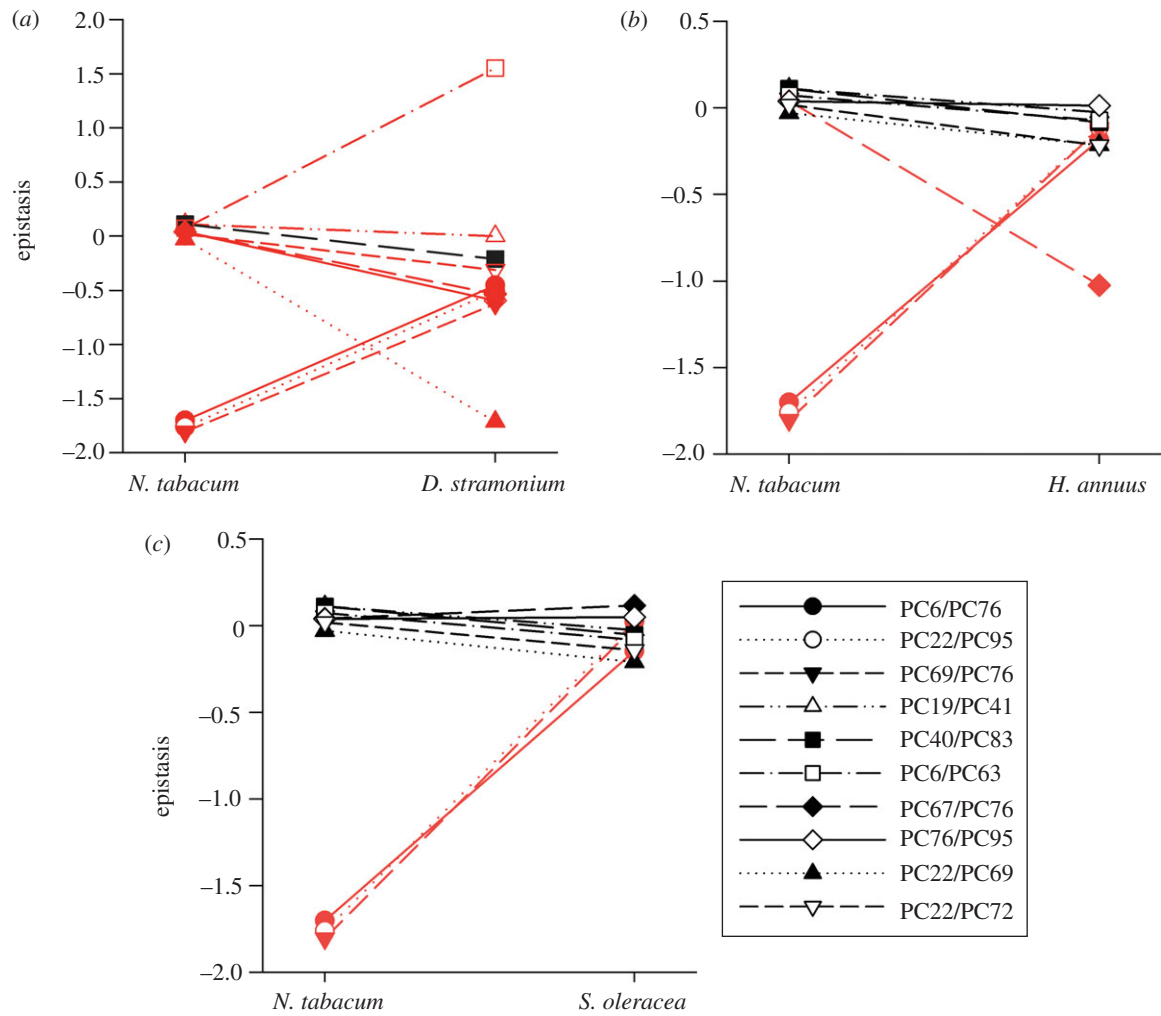 (a)
2.0
1.5
1.0
0.5
0
–0.5
–1.0
–1.5
–2.0
epistasis
N. tabacum D. stramonium
(b)
0.5
0
–0.5
–1.0
–1.5
–2.0
N. tabacum H. annuus
(c)
0.5
0
–0.5
–1.0
–1.5
–2.0
epistasis
N. tabacum S. oleracea
PC6/PC76
PC22/PC95
PC69/PC76
PC19/PC41
PC40/PC83
PC6/PC63
PC67/PC76
PC76/PC95
PC22/PC69
PC22/PC72